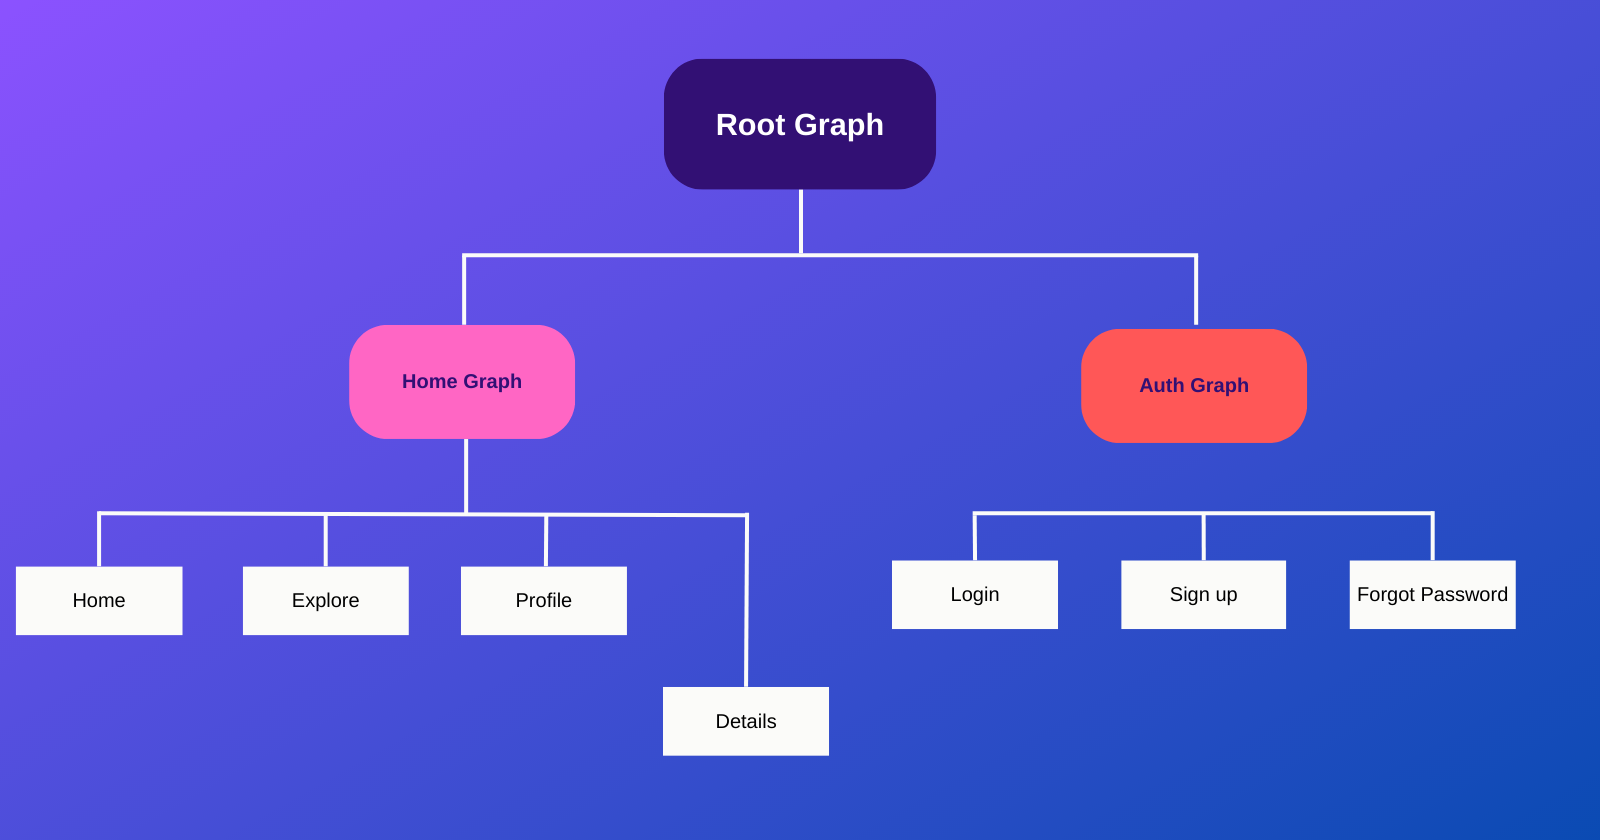 Root Graph
Home Graph
Auth Graph
Home
Explore
Profile
Login
Sign up
Forgot Password
Details